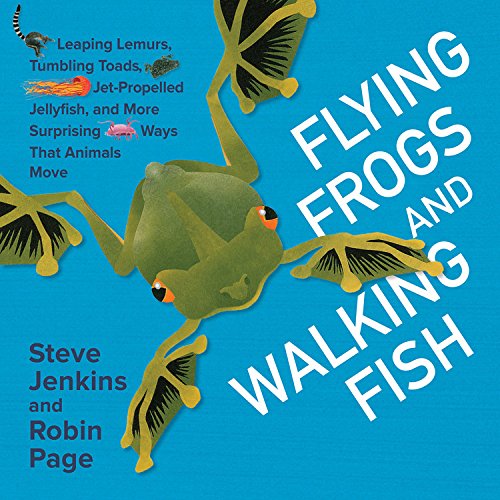 Leaping Lemurs,
Tumbling Toads,
Jet-Propelled
Jellyfish, and More
Surprising Ways
That Animals
Move
FLYING
FROGS
AND
WALKING
FISH
Steve
Jenkins
and
Robin
Page